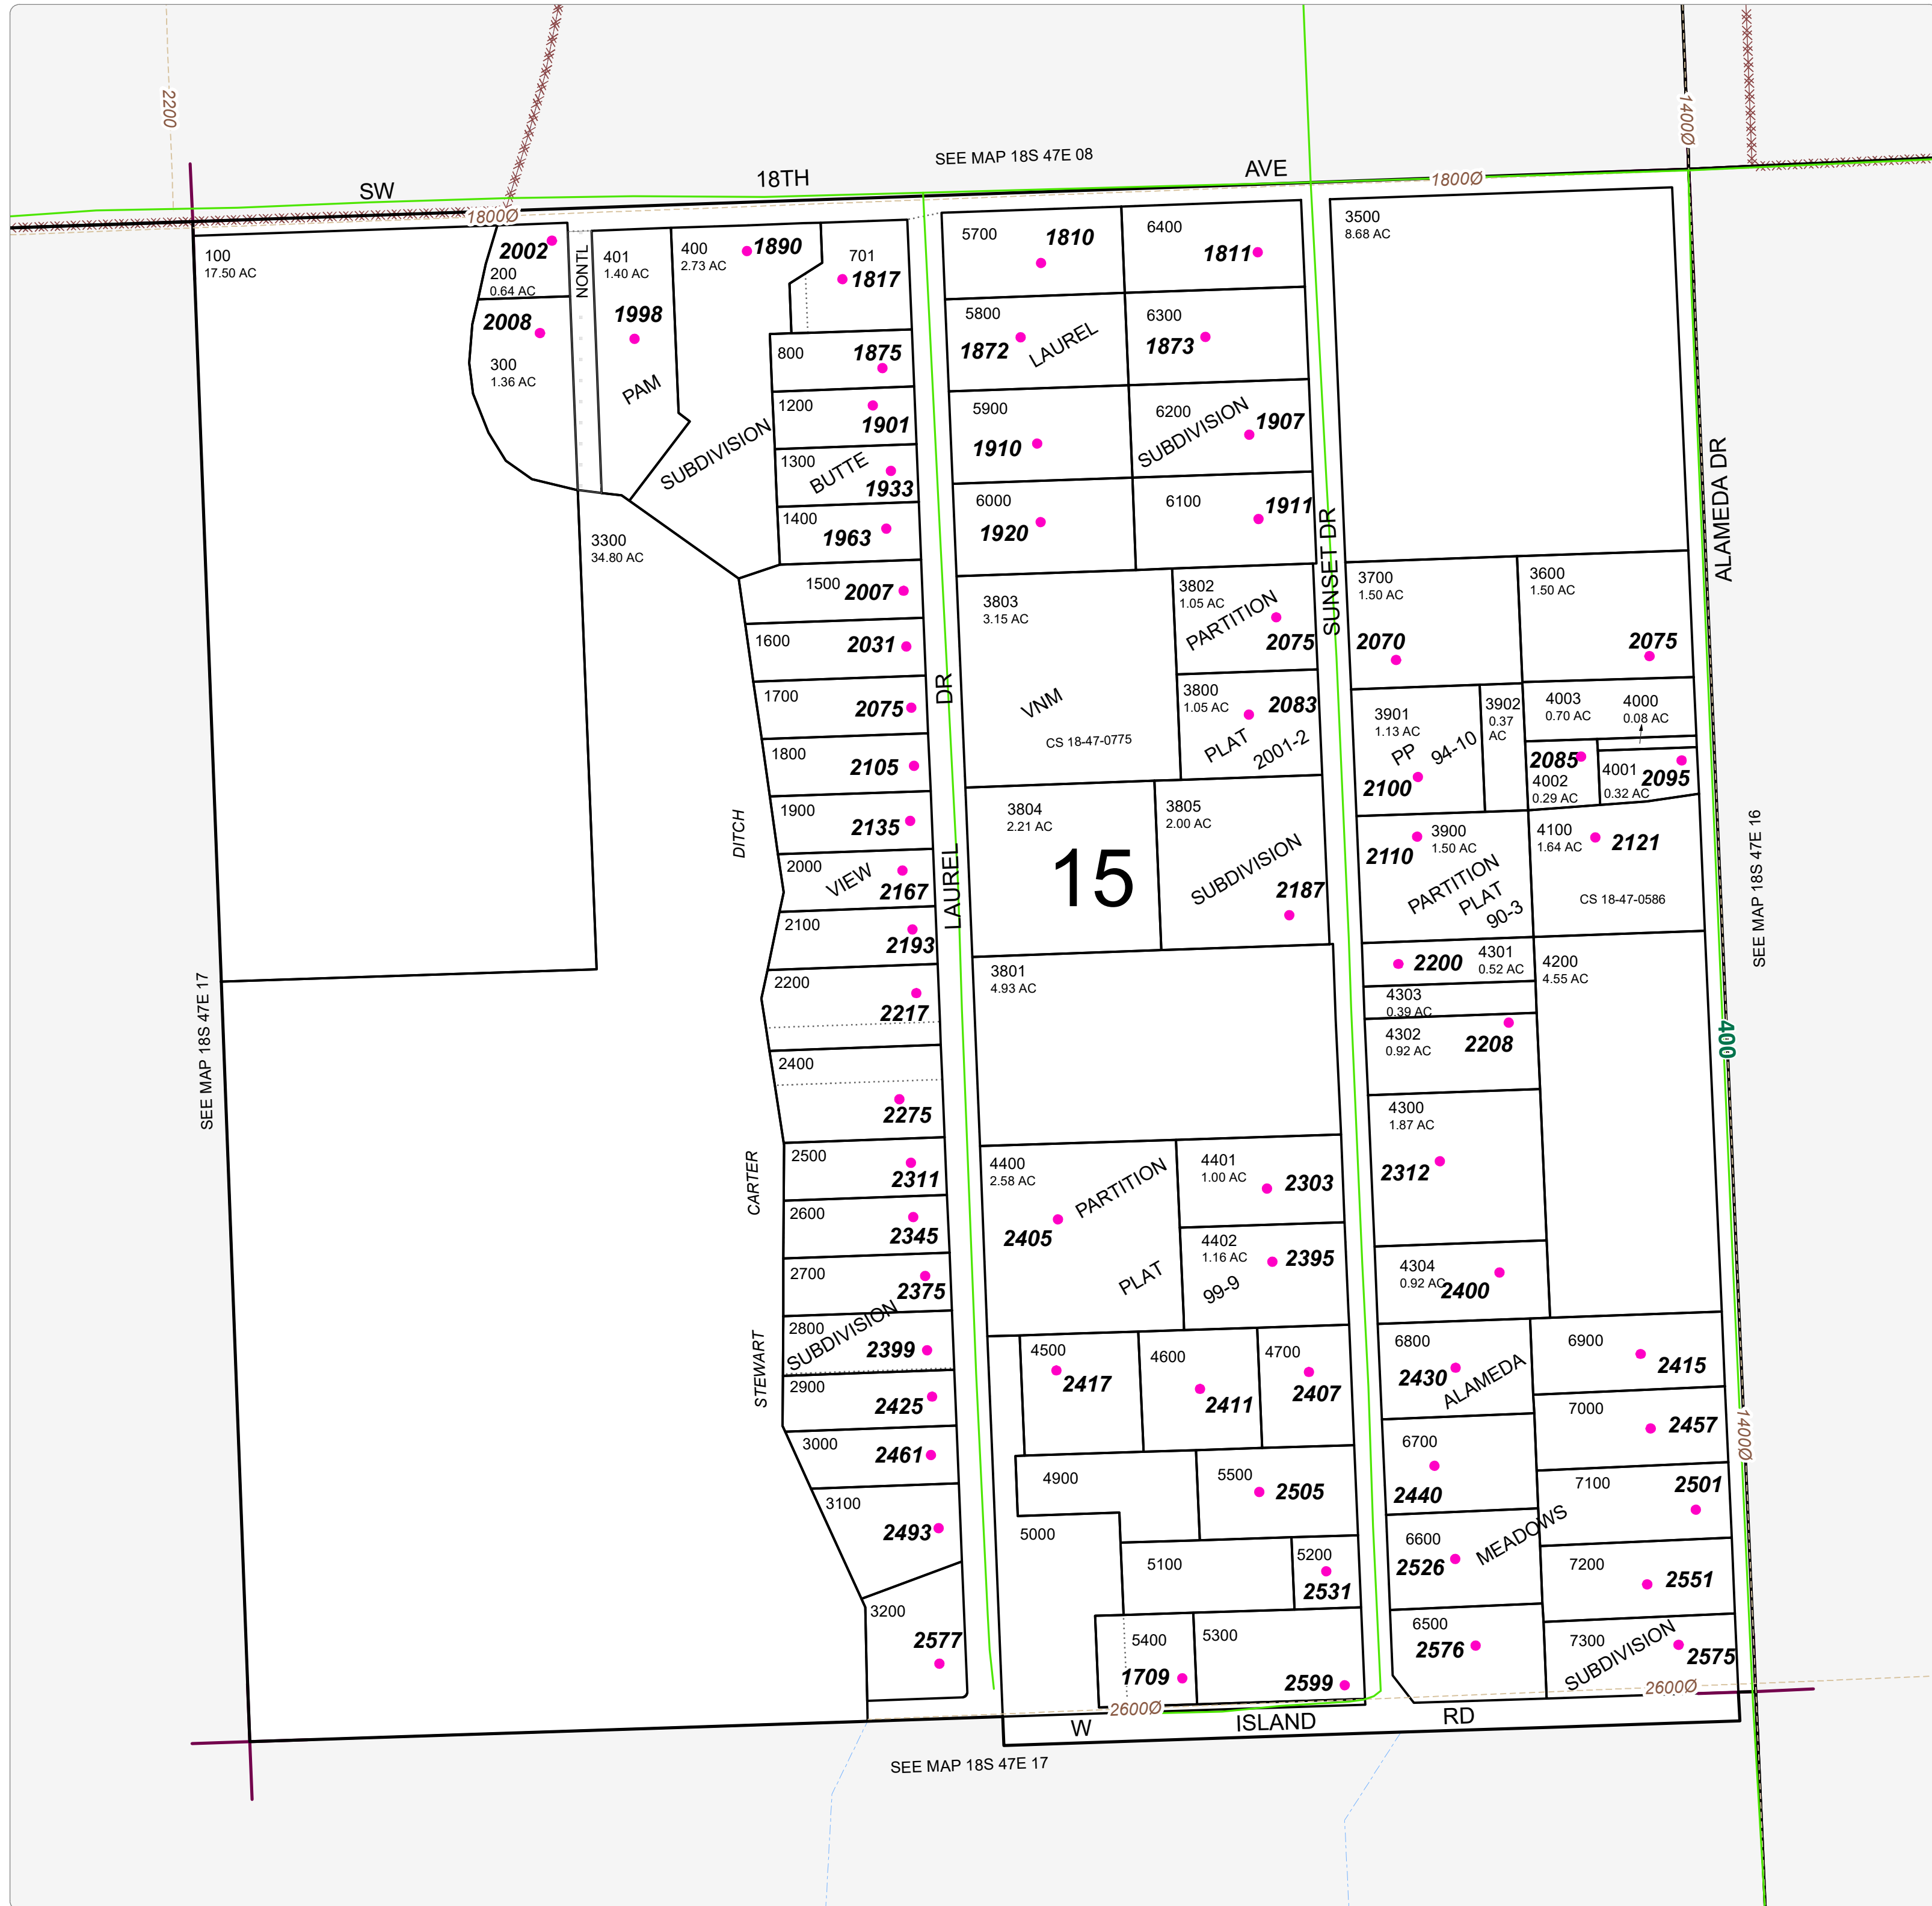 2200
1400Ø
SEE MAP 18S 47E 08
SW
18TH
AVE
1800Ø
1800Ø
100
17.50 AC
2002
200
0.64 AC
2008
300
1.36 AC
NONTL
401
1.40 AC
1998
PAM
400
2.73 AC
1890
701
1817
SUBDIVISION
800
1875
1200
1901
1300
BUTTE
1933
1400
1963
3300
34.80 AC
1500
2007
1600
2031
1700
2075
1800
2105
1900
2135
2000
VIEW
2167
2100
2193
2200
2217
2400
2275
2500
2311
2600
2345
2700
2375
SUBDIVISION
2800
2399
2900
2425
3000
2461
3100
2493
3200
2577
DITCH
CARTER
STEWART
DR
LAUREL
5700
1810
6400
1811
5800
1872
LAUREL
6300
1873
5900
1910
6200
SUBDIVISION
1907
6000
1920
6100
1911
3803
3.15 AC
VNM
CS 18-47-0775
3802
1.05 AC
PARTITION
2075
3800
1.05 AC
2083
PLAT
2001-2
3804
2.21 AC
15
3805
2.00 AC
SUBDIVISION
2187
3801
4.93 AC
4400
2.58 AC
PARTITION
2405
PLAT
4401
1.00 AC
2303
4402
1.16 AC
2395
99-9
4500
2417
4600
2411
4700
2407
4900
5500
2505
5000
5100
5200
2531
5400
1709
5300
2599
SUNSET DR
3500
8.68 AC
3700
1.50 AC
2070
3600
1.50 AC
2075
3901
1.13 AC
PP
94-10
2100
3902
0.37
AC
4003
0.70 AC
4000
0.08 AC
2085
4002
0.29 AC
4001
0.32 AC
2095
3900
1.50 AC
2110
PARTITION
PLAT
90-3
4100
1.64 AC
2121
CS 18-47-0586
2200
4301
0.52 AC
4303
0.39 AC
4302
0.92 AC
2208
4200
4.55 AC
4300
1.87 AC
2312
4304
0.92 AC
2400
6800
2430
ALAMEDA
6900
2415
6700
2440
7000
2457
6600
2526
MEADOWS
7100
2501
7200
2551
6500
2576
7300
SUBDIVISION
2575
ALAMEDA DR
SEE MAP 18S 47E 16
400
1400Ø
SEE MAP 18S 47E 17
2600Ø
2600Ø
W
ISLAND
RD
SEE MAP 18S 47E 17